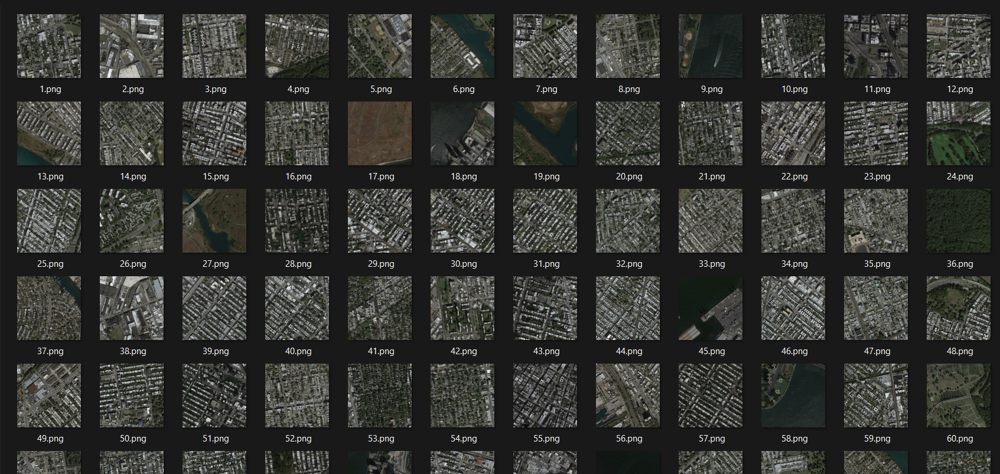 1.png 2.png 3.png 4.png 5.png 6.png 7.png 8.png 9.png 10.png 11.png 12.png
13.png 14.png 15.png 16.png 17.png 18.png 19.png 20.png 21.png 22.png 23.png 24.png
25.png 26.png 27.png 28.png 29.png 30.png 31.png 32.png 33.png 34.png 35.png 36.png
37.png 38.png 39.png 40.png 41.png 42.png 43.png 44.png 45.png 46.png 47.png 48.png
49.png 50.png 51.png 52.png 53.png 54.png 55.png 56.png 57.png 58.png 59.png 60.png